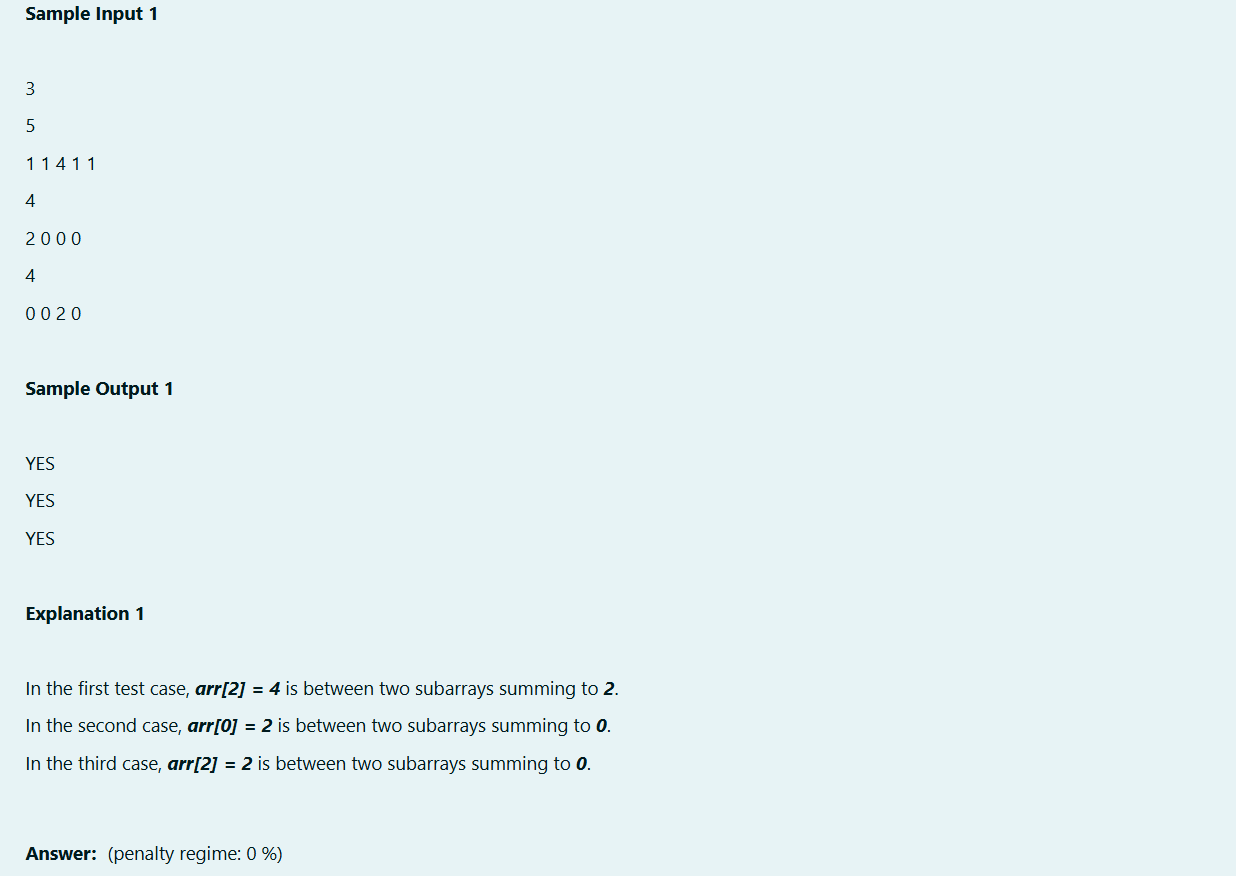 Sample Input 1
3
5
1 1 4 1 1
4
2 0 0 0
4
0 0 2 0
Sample Output 1
YES
YES
YES
Explanation 1
In the first test case, arr[2] = 4 is between two subarrays summing to 2.
In the second case, arr[0] = 2 is between two subarrays summing to 0.
In the third case, arr[2] = 2 is between two subarrays summing to 0.
Answer: (penalty regime: 0 %)